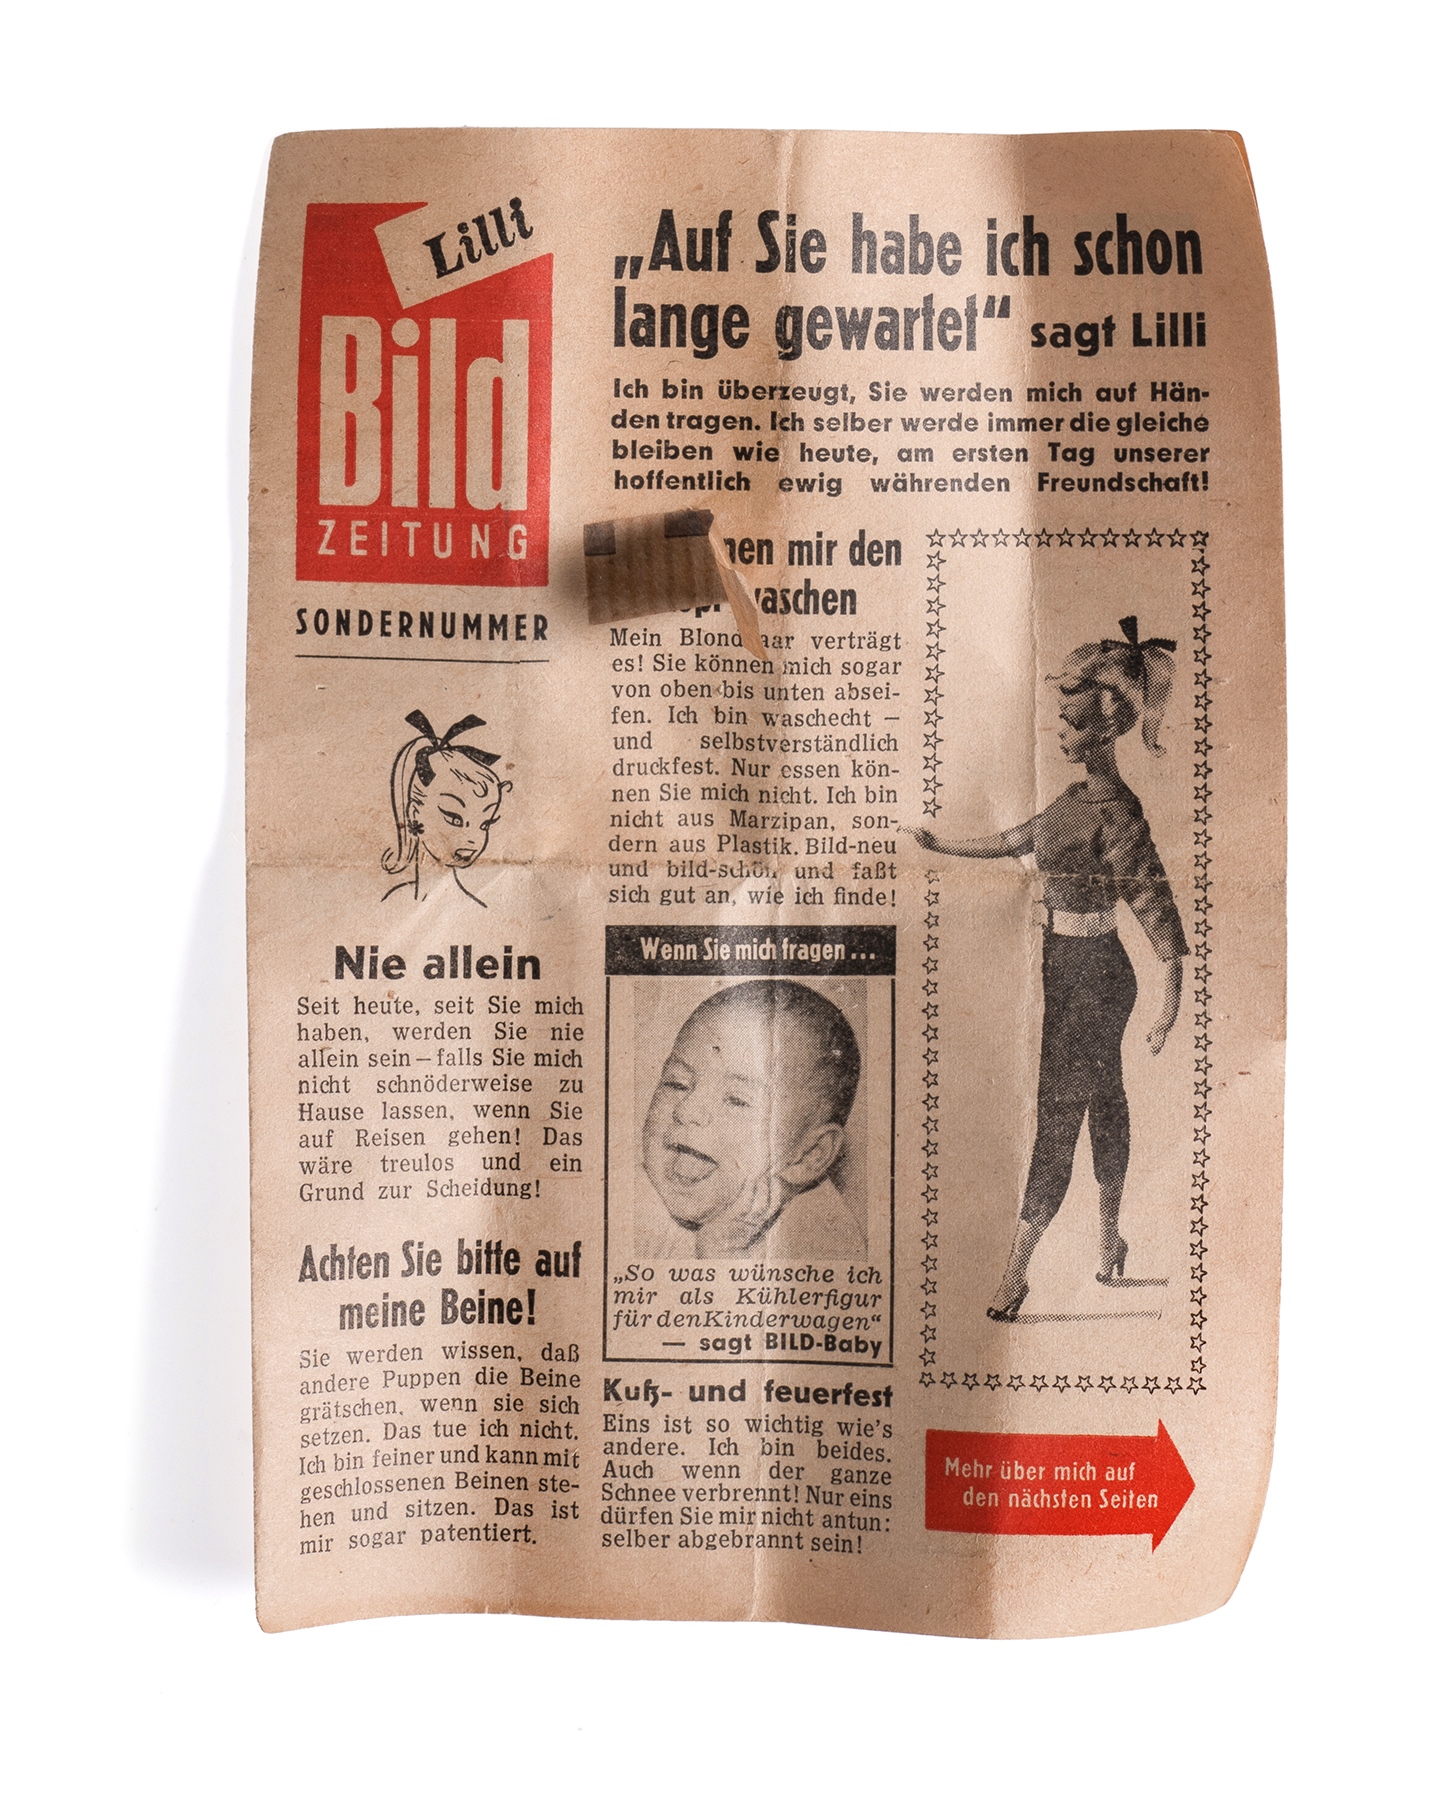 Lilli
Bild
ZEITUNG
SONDERNUMMER
„Auf Sie habe ich schon
lange gewartet“ sagt Lilli
Ich bin überzeugt, Sie werden mich auf Hän-
den tragen. Ich selber werde immer die gleiche
bleiben wie heute, am ersten Tag unserer
hoffentlich ewig währenden Freundschaft!
Nie allein
Seit heute, seit Sie mich
haben, werden Sie nie
allein sein – falls Sie mich
nicht schnöderweise zu
Hause lassen, wenn Sie
auf Reisen gehen! Das
wäre treulos und ein
Grund zur Scheidung!
Achten Sie bitte auf
meine Beine!
Sie werden wissen, daß
andere Puppen die Beine
grätschen, wenn sie sich
setzen. Das tue ich nicht.
Ich bin feiner und kann mit
geschlossenen Beinen ste-
hen und sitzen. Das ist
mir sogar patentiert.
mir den
waschen
Mein verträgt
es! Sie können mich sogar
von oben bis unten absei-
fen. Ich bin waschecht –
und selbstverständlich
druckfest. Nur essen kön-
nen Sie mich nicht. Ich bin
nicht aus Marzipan, son-
dern aus Plastik. Bild-neu
und bild-schön und faßt
sich gut an, wie ich finde!
Wenn Sie mich fragen ...
„So was wünsche ich
mir als Kühlerfigur
für den Kinderwagen“
— sagt BILD-Baby
Kuß- und feuerfest
Eins ist so wichtig wie's
andere. Ich bin beides.
Auch wenn der ganze
Schnee verbrennt! Nur eins
dürfen Sie mir nicht antun:
selber abgebrannt sein!
Mehr über mich auf
den nächsten Seiten